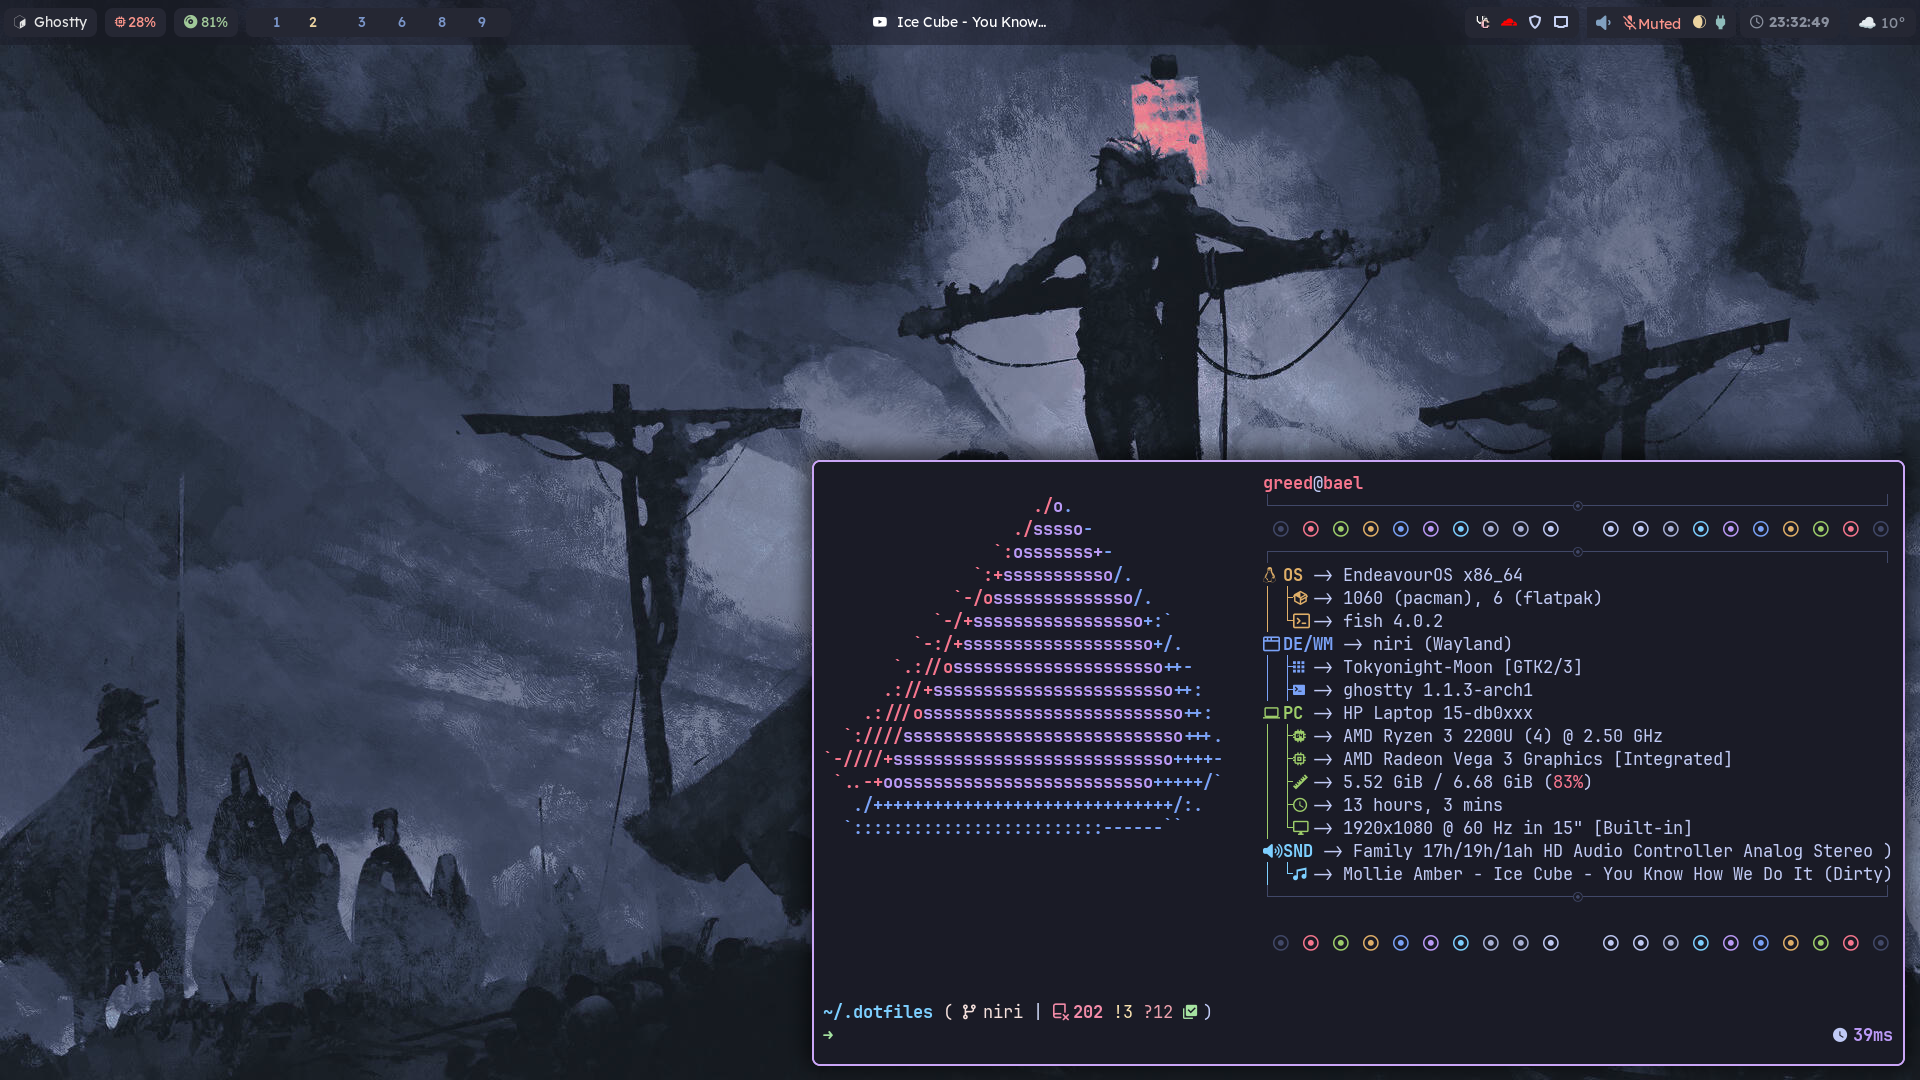 Ghostty 28% 81% 1 2 3 6 8 9 Ice Cube - You Know... Muted 23:32:49 10°
greed@bael
./o.
./sssso-
`:osssssss+-
`:+sssssssssso/.
`-/ossssssssssssso/.
`-/+sssssssssssssssso+:`
`-:/+sssssssssssssssssso+/.
`.://osssssssssssssssssssso++-
.://+ssssssssssssssssssssssso++:
.:///ossssssssssssssssssssssssso++:
`:////ssssssssssssssssssssssssssso+++.
`-////+ssssssssssssssssssssssssssso++++-
`..-+oosssssssssssssssssssssssso+++++/`
./++++++++++++++++++++++++++++++/:.
`:::::::::::::::::::::::::------``
OS -> EndeavourOS x86_64
-> 1060 (pacman), 6 (flatpak)
-> fish 4.0.2
DE/WM -> niri (Wayland)
-> Tokyonight-Moon [GTK2/3]
-> ghostty 1.1.3-arch1
PC -> HP Laptop 15-db0xxx
-> AMD Ryzen 3 2200U (4) @ 2.50 GHz
-> AMD Radeon Vega 3 Graphics [Integrated]
-> 5.52 GiB / 6.68 GiB (83%)
-> 13 hours, 3 mins
-> 1920x1080 @ 60 Hz in 15" [Built-in]
SND -> Family 17h/19h/1ah HD Audio Controller Analog Stereo )
-> Mollie Amber - Ice Cube - You Know How We Do It (Dirty)
~/.dotfiles ( niri | 202 !3 ?12 )
➜ 39ms